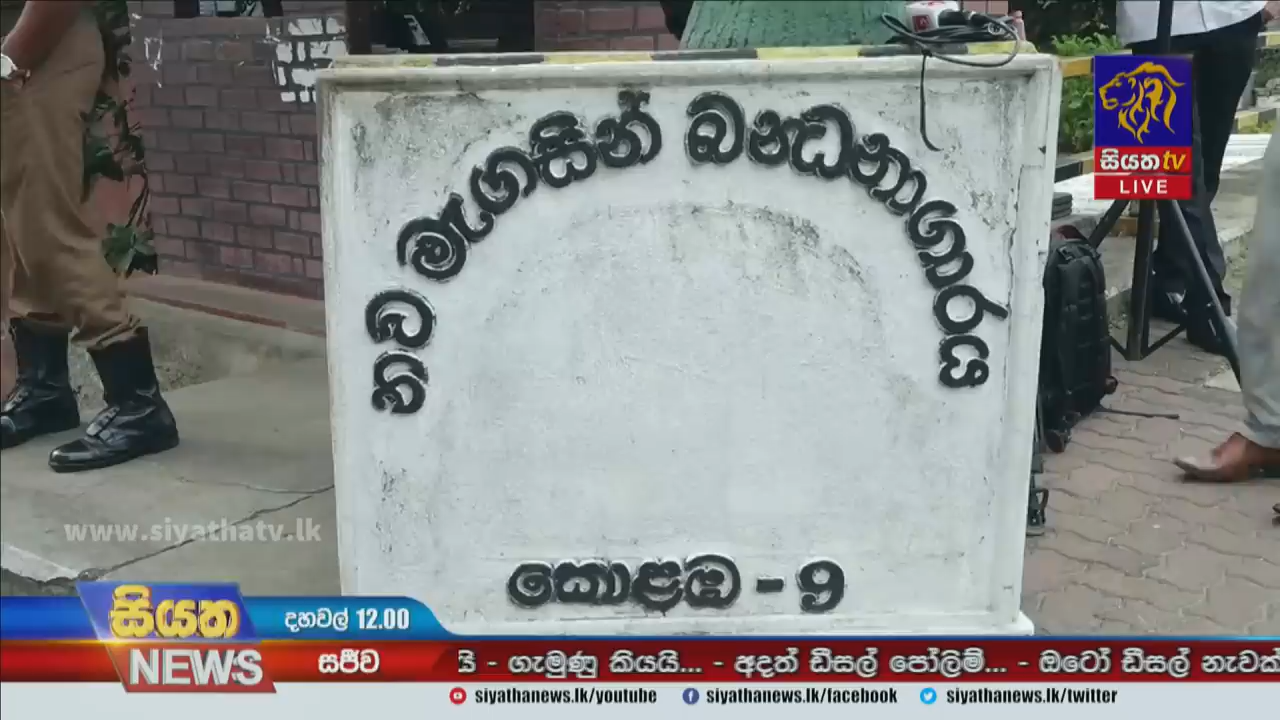 නව මැගසින් බන්ධනාගාරය
කොළඹ - 9
සියත tv
LIVE
www.siyathatv.lk
සියත
NEWS
දහවල් 12.00
සජීව
යි - ගැමුණු කියයි... - අදත් ඩීසල් පෝලිම්... - ඔටෝ ඩීසල් නැවක්
siyathanews.lk/youtube
siyathanews.lk/facebook
siyathanews.lk/twitter